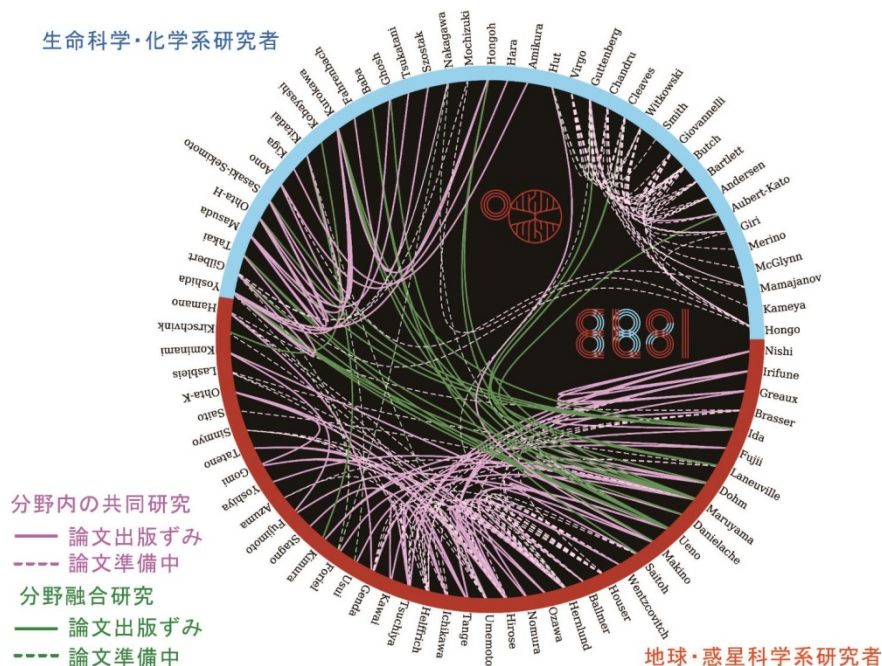 生命科学・化学系研究者
Yoshida
Gilbert
Takai
Masuda
Ohta-H
Sasaki-Sekimoto
Aono
Kiga
Kitadai
Kobayashi
Kurokawa
Fahrenbach
Baba
Ghosh
Tsukatani
Szostak
Nakagawa
Mochizuki
Hongoh
Hara
Amikura
Hut
Virgo
Guttenberg
Chandru
Cleaves
Witkowski
Smith
Giovannelli
Butch
Bartlett
Andersen
Aubert-Kato
Giri
Merino
McGlynn
Mamajanov
Kameya
Hongo
Nishi
Irifune
Greaux
Brasser
Ida
Fujii
Laneuville
Dohm
Maruyama
Danielache
Ueno
Makino
Saitoh
Wentzcovitch
Houser
Ballmer
Hernlund
Ozawa
Nomura
Hirose
Umemoto
Tange
Ichikawa
Helffrich
Tsuchiya
Kawai
Genda
Usui
Foriel
Kimura
Stagno
Fujimoto
Azuma
Yoshiya
Gomi
Tateno
Sinmyo
Saito
Ohta-K
Lasbleis
Kominami
Kirschvink
Hamano
分野内の共同研究
論文出版ずみ
論文準備中
分野融合研究
論文出版ずみ
論文準備中
地球・惑星科学系研究者